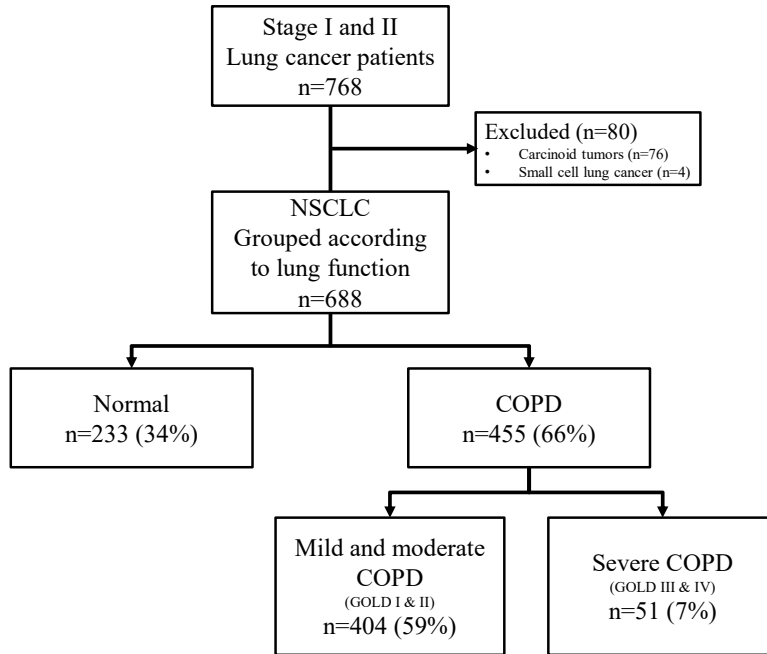 Stage I and II
Lung cancer patients
n=768
Excluded (n=80)
• Carcinoid tumors (n=76)
• Small cell lung cancer (n=4)
NSCLC
Grouped according
to lung function
n=688
Normal
n=233 (34%)
COPD
n=455 (66%)
Mild and moderate
COPD
(GOLD I & II)
n=404 (59%)
Severe COPD
(GOLD III & IV)
n=51 (7%)